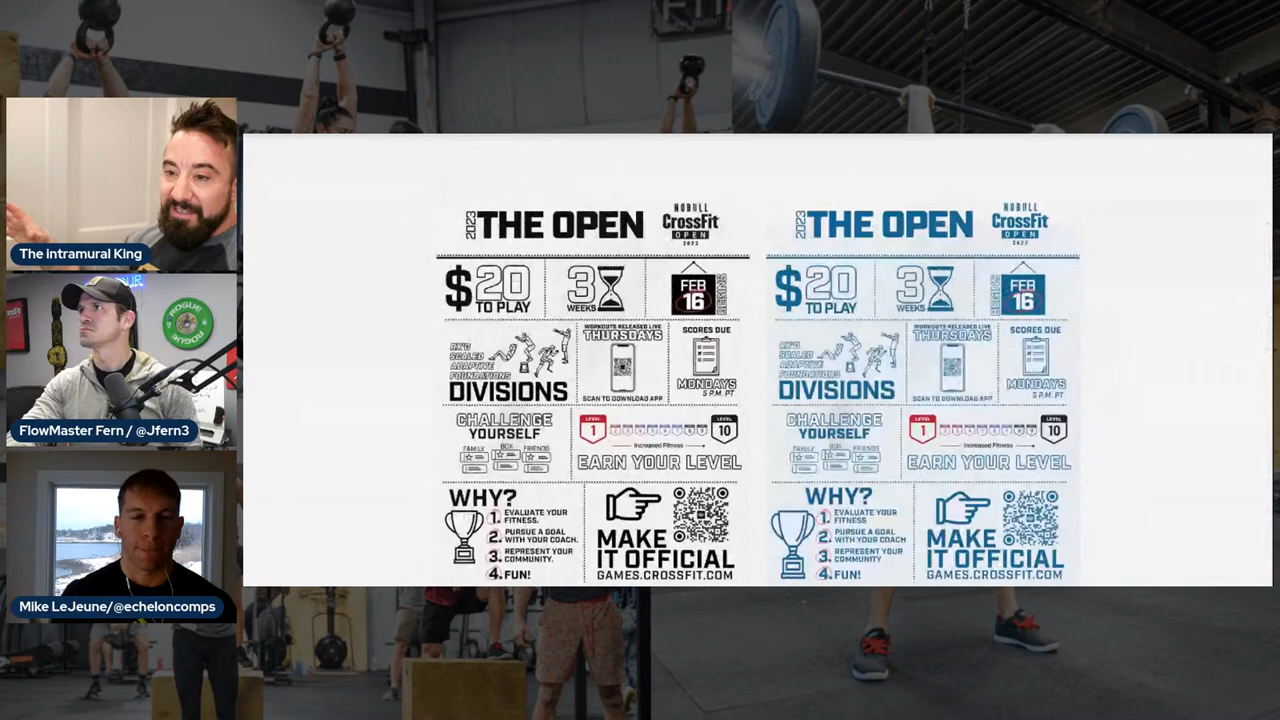 The Intramural King
FlowMaster Fern / @Jfern3
Mike LeJeune/@echeloncomps
ROGUE
ROGUE
2023 THE OPEN
NOBULL
CrossFit
OPEN
2023
$20
TO PLAY
3
WEEKS
FEB
16
BEGINS
RX'D
SCALED
ADAPTIVE
FOUNDATIONS
DIVISIONS
WORKOUTS RELEASED LIVE
THURSDAYS
SCAN TO DOWNLOAD APP
SCORES DUE
MONDAYS
5 P.M. PT
CHALLENGE
YOURSELF
FAMILY BOX FRIENDS
LEVEL
1
LEVEL
10
Increased Fitness
EARN YOUR LEVEL
WHY?
1. EVALUATE YOUR
FITNESS.
2. PURSUE A GOAL
WITH YOUR COACH.
3. REPRESENT YOUR
COMMUNITY.
4. FUN!
MAKE
IT OFFICIAL
GAMES.CROSSFIT.COM
2023 THE OPEN
NOBULL
CrossFit
OPEN
2023
$20
TO PLAY
3
WEEKS
BEGINS
FEB
16
RX'D
SCALED
ADAPTIVE
FOUNDATIONS
DIVISIONS
WORKOUTS RELEASED LIVE
THURSDAYS
SCAN TO DOWNLOAD APP
SCORES DUE
MONDAYS
5 P.M. PT
CHALLENGE
YOURSELF
FAMILY BOX FRIENDS
LEVEL
1
LEVEL
10
Increased Fitness
EARN YOUR LEVEL
WHY?
1. EVALUATE YOUR
FITNESS
2. PURSUE A GOAL
WITH YOUR COACH
3. REPRESENT YOUR
COMMUNITY
4. FUN!
MAKE
IT OFFICIAL
GAMES.CROSSFIT.COM